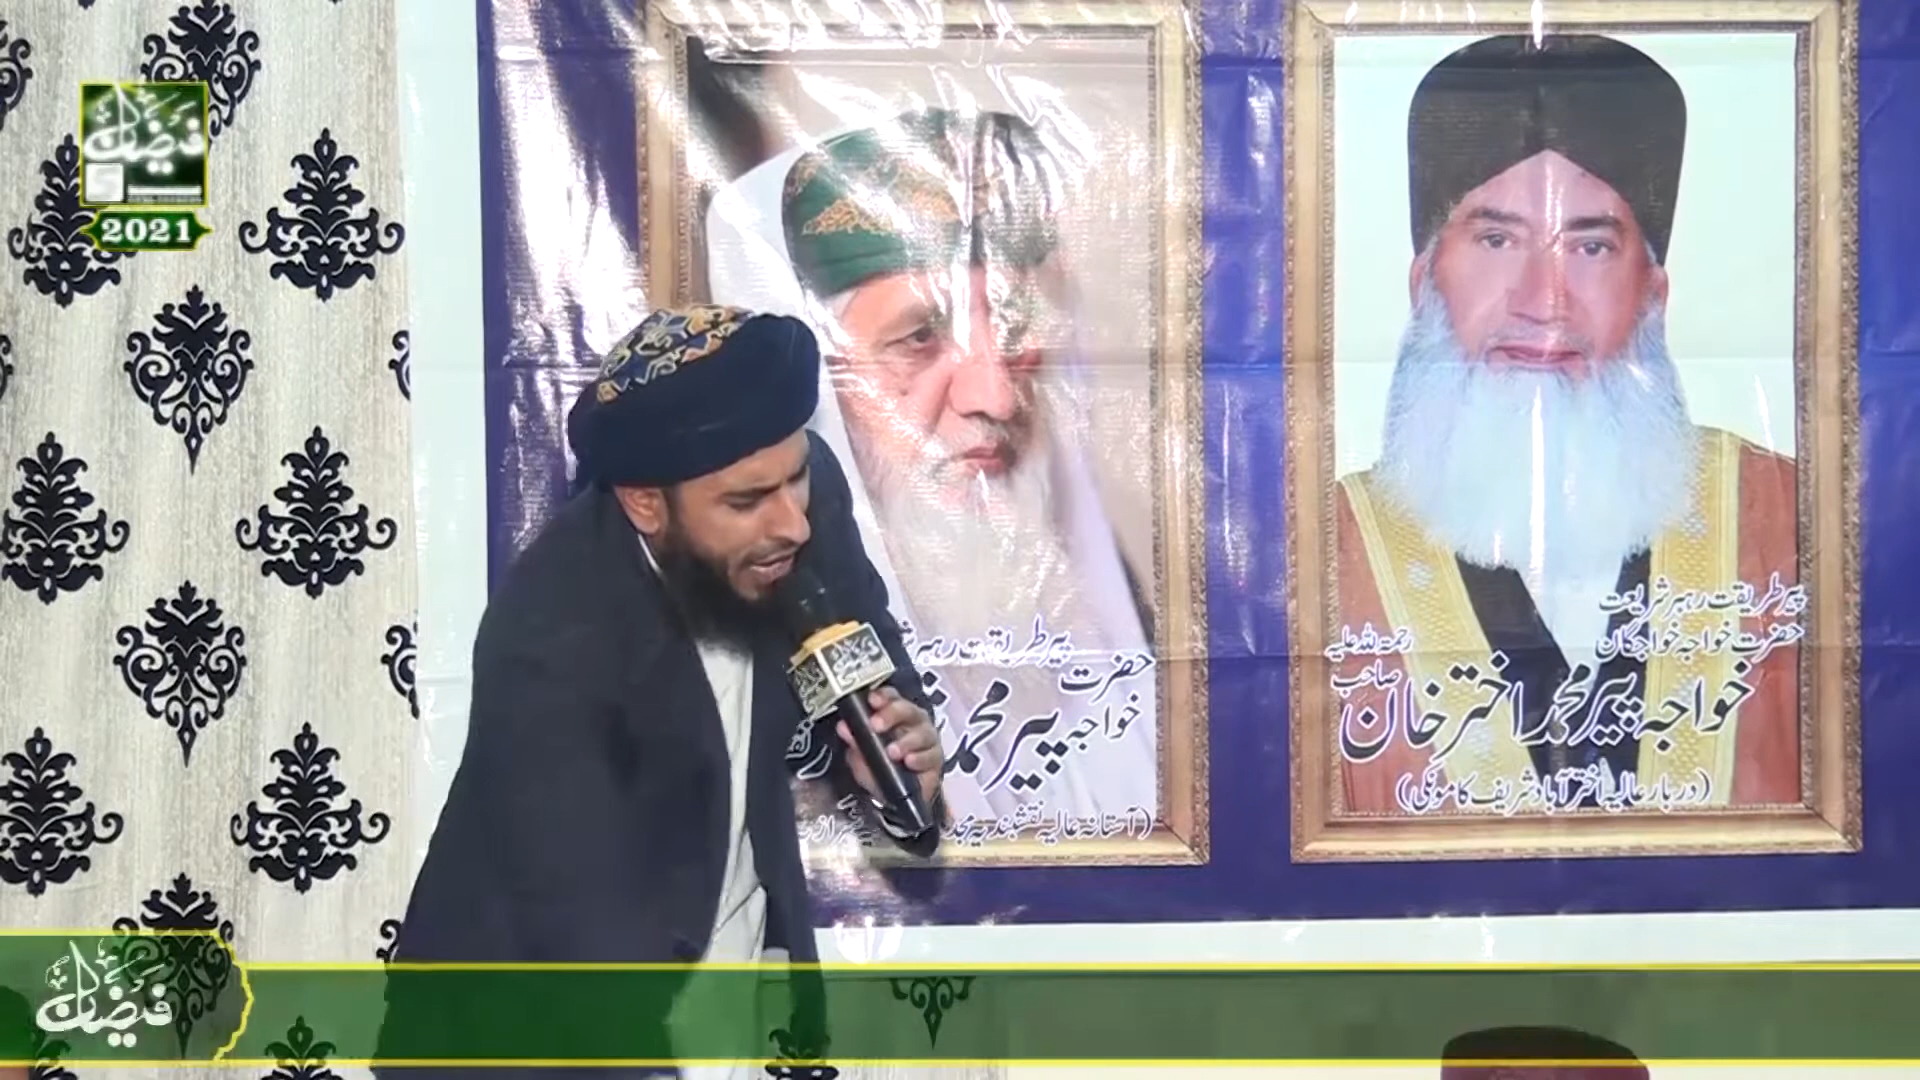 فیضان
2021
پیر طریقت رہبر
حضرت
خواجہ پیر محمد
(آستانہ عالیہ نقشبندیہ مجد
پیر طریقت رہبر شریعت
حضرت خواجہ خواجگان
رحمۃ اللہ علیہ
خواجہ پیر محمد اختر خان صاحب
(دربار عالیہ اختر آباد شریف کامونکی)
فیضان